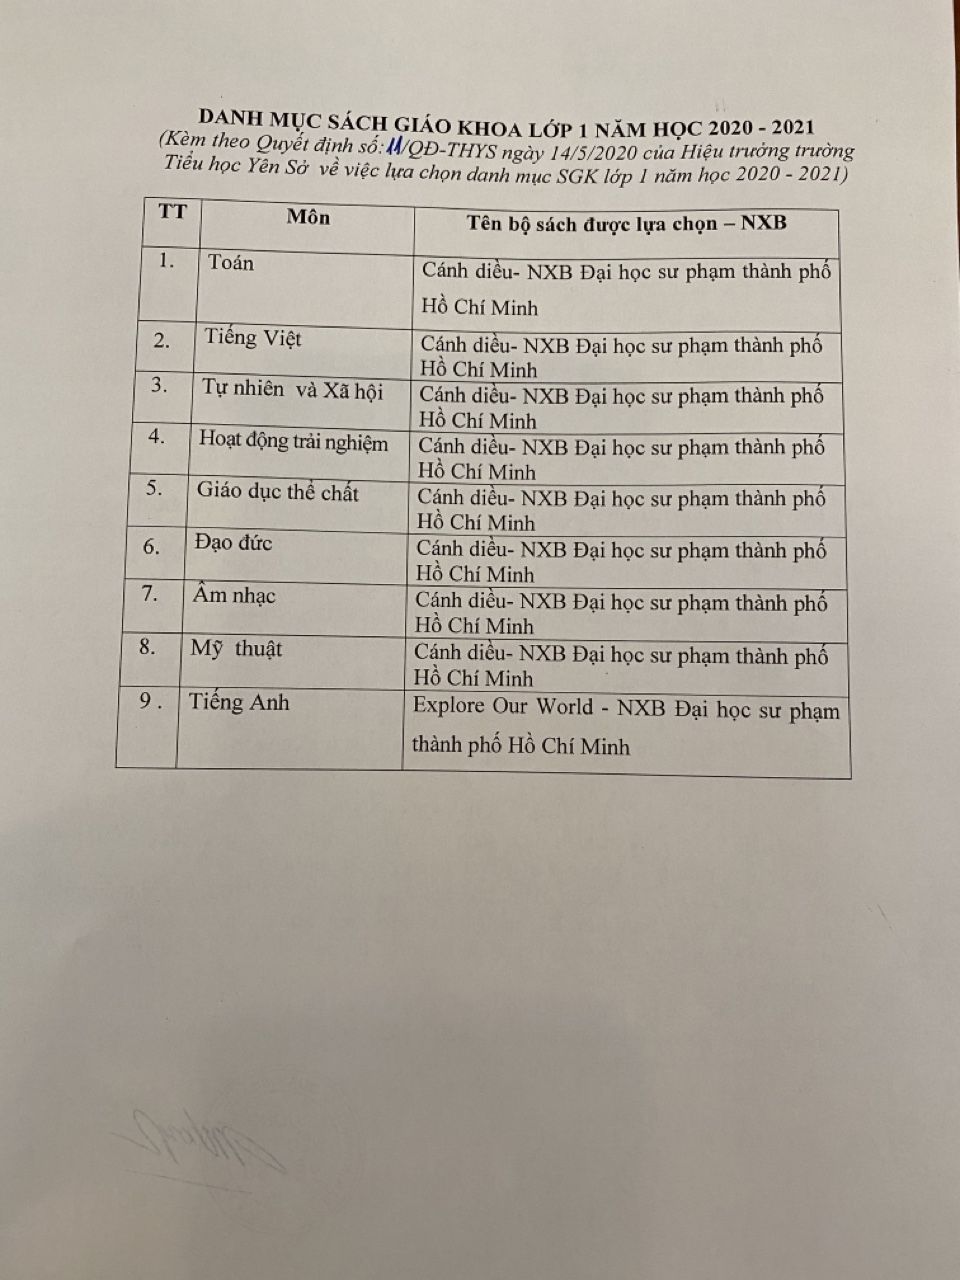 DANH MỤC SÁCH GIÁO KHOA LỚP 1 NĂM HỌC 2020 - 2021
(Kèm theo Quyết định số:11/QĐ-THYS ngày 14/5/2020 của Hiệu trưởng trường
Tiểu học Yên Sở về việc lựa chọn danh mục SGK lớp 1 năm học 2020 - 2021)
TT Môn Tên bộ sách được lựa chọn – NXB
1. Toán Cánh diều- NXB Đại học sư phạm thành phố
Hồ Chí Minh
2. Tiếng Việt Cánh diều- NXB Đại học sư phạm thành phố
Hồ Chí Minh
3. Tự nhiên và Xã hội Cánh diều- NXB Đại học sư phạm thành phố
Hồ Chí Minh
4. Hoạt động trải nghiệm Cánh diều- NXB Đại học sư phạm thành phố
Hồ Chí Minh
5. Giáo dục thể chất Cánh diều- NXB Đại học sư phạm thành phố
Hồ Chí Minh
6. Đạo đức Cánh diều- NXB Đại học sư phạm thành phố
Hồ Chí Minh
7. Âm nhạc Cánh diều- NXB Đại học sư phạm thành phố
Hồ Chí Minh
8. Mỹ thuật Cánh diều- NXB Đại học sư phạm thành phố
Hồ Chí Minh
9 . Tiếng Anh Explore Our World - NXB Đại học sư phạm
thành phố Hồ Chí Minh